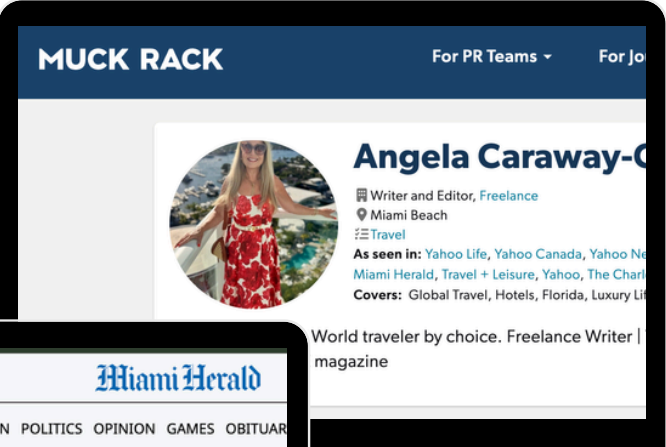 MUCK RACK For PR Teams For Jou
Angela Caraway-C
Writer and Editor, Freelance
Miami Beach
Travel
As seen in: Yahoo Life, Yahoo Canada, Yahoo Ne
Miami Herald, Travel + Leisure, Yahoo, The Charl
Covers: Global Travel, Hotels, Florida, Luxury Lif
World traveler by choice. Freelance Writer |
magazine
Miami Herald
N POLITICS OPINION GAMES OBITUAR